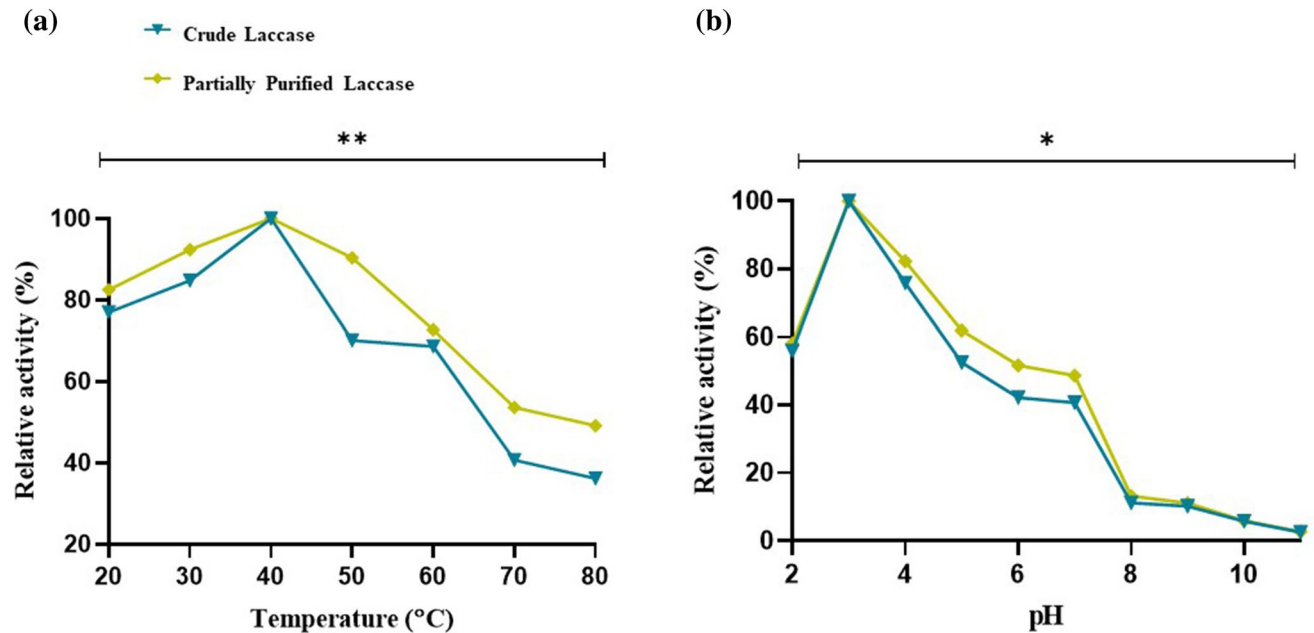 (a)
Crude Laccase
Partially Purified Laccase
**
100
80
60
40
20
Relative activity (%)
20 30 40 50 60 70 80
Temperature (°C)
(b)
*
100
80
60
40
20
0
Relative activity (%)
2 4 6 8 10
pH